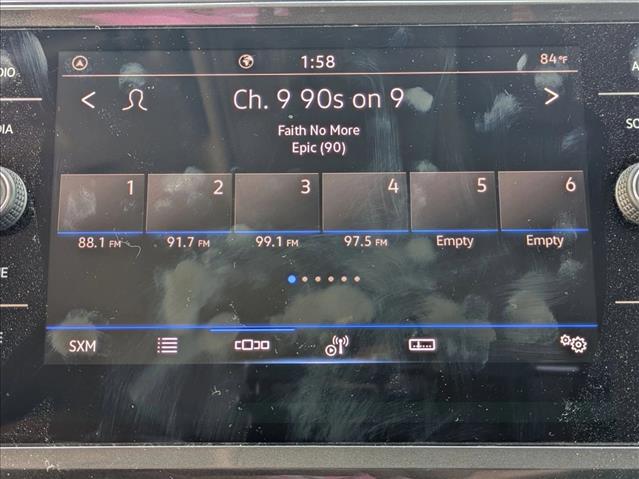 1:58
84°F
< Ch. 9 90s on 9 >
Faith No More
Epic (90)
1 2 3 4 5 6
88.1 FM 91.7 FM 99.1 FM 97.5 FM Empty Empty
SXM